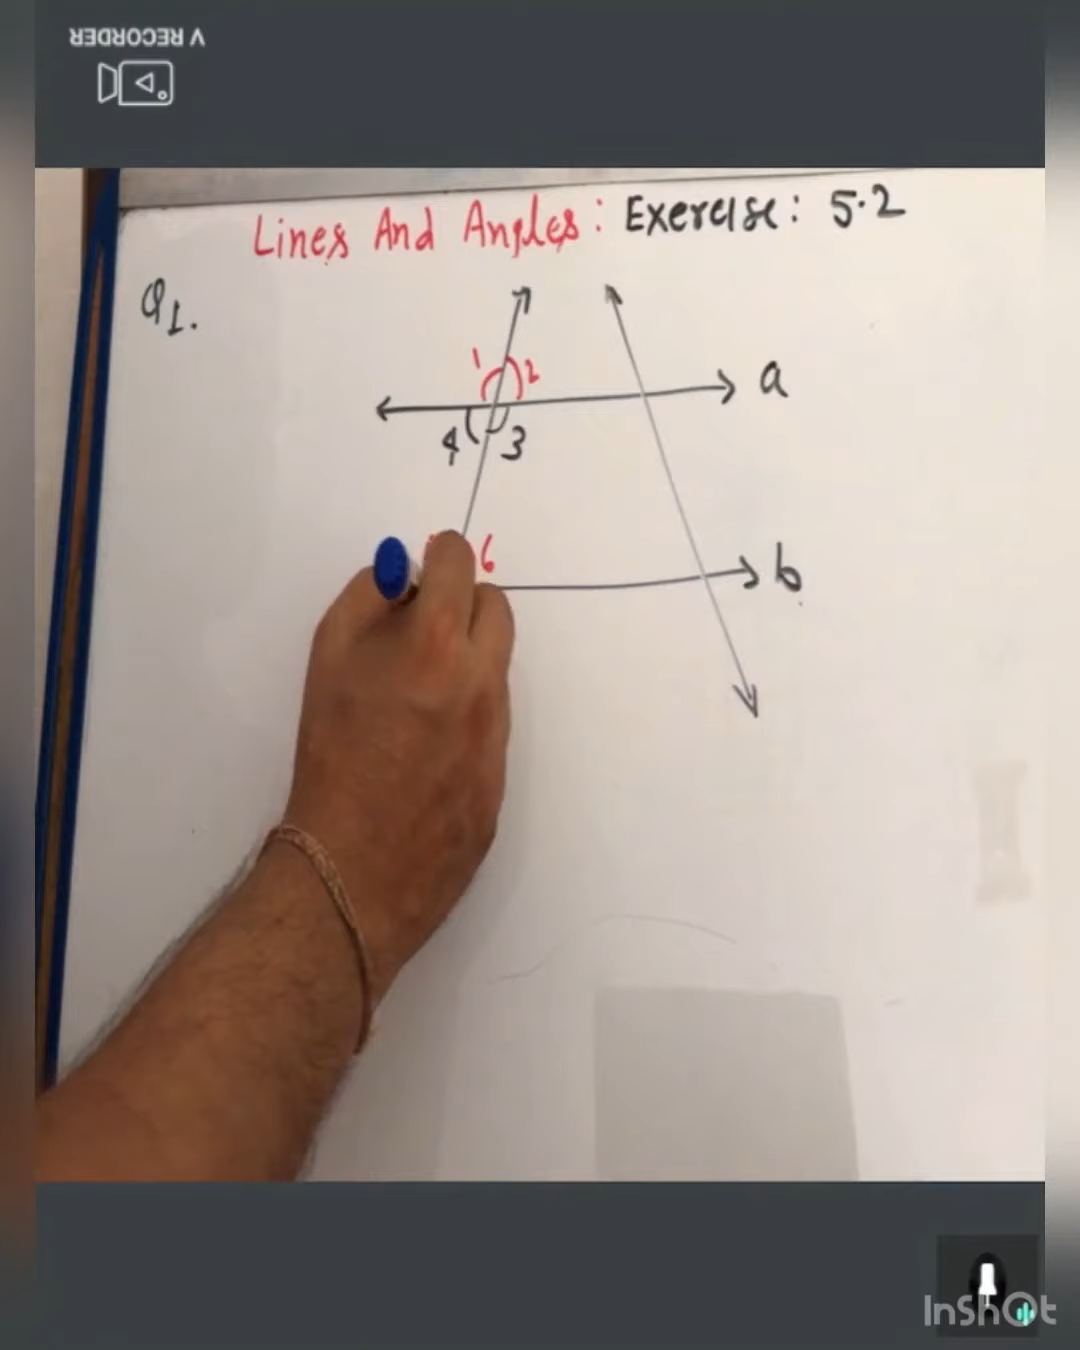 V RECORDER
Lines And Angles: Exercise: 5.2
Q1.
1 2
a
4 3
6
b
InShOt